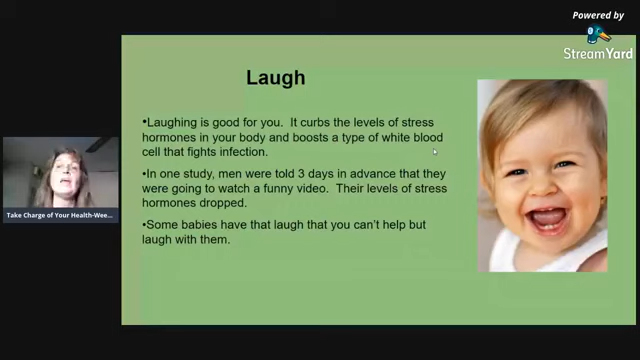 Powered by
StreamYard
Laugh
•Laughing is good for you.  It curbs the levels of stress
hormones in your body and boosts a type of white blood
cell that fights infection.
•In one study, men were told 3 days in advance that they
were going to watch a funny video.  Their levels of stress
hormones dropped.
•Some babies have that laugh that you can't help but
laugh with them.
Take Charge of Your Health-Wee...